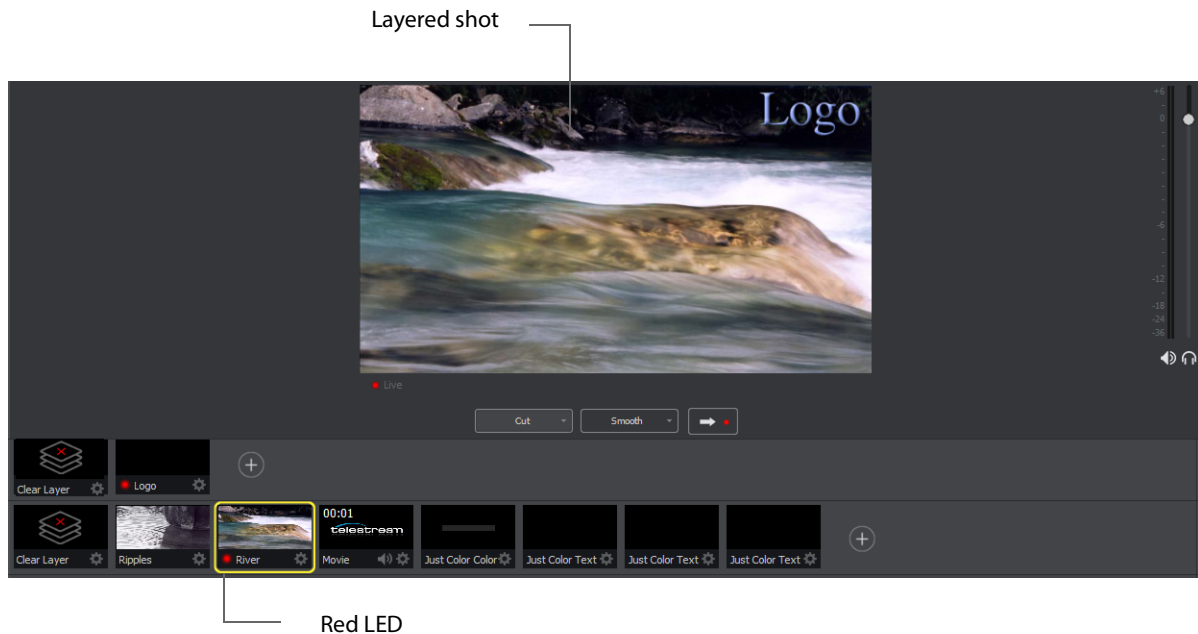 Layered shot
Logo
+6
0
-6
-12
-18
-24
-36
Live
Cut
Smooth
Clear Layer
Logo
00:01
telestream
Clear Layer
Ripples
River
Movie
Just Color Color
Just Color Text
Just Color Text
Just Color Text
Red LED